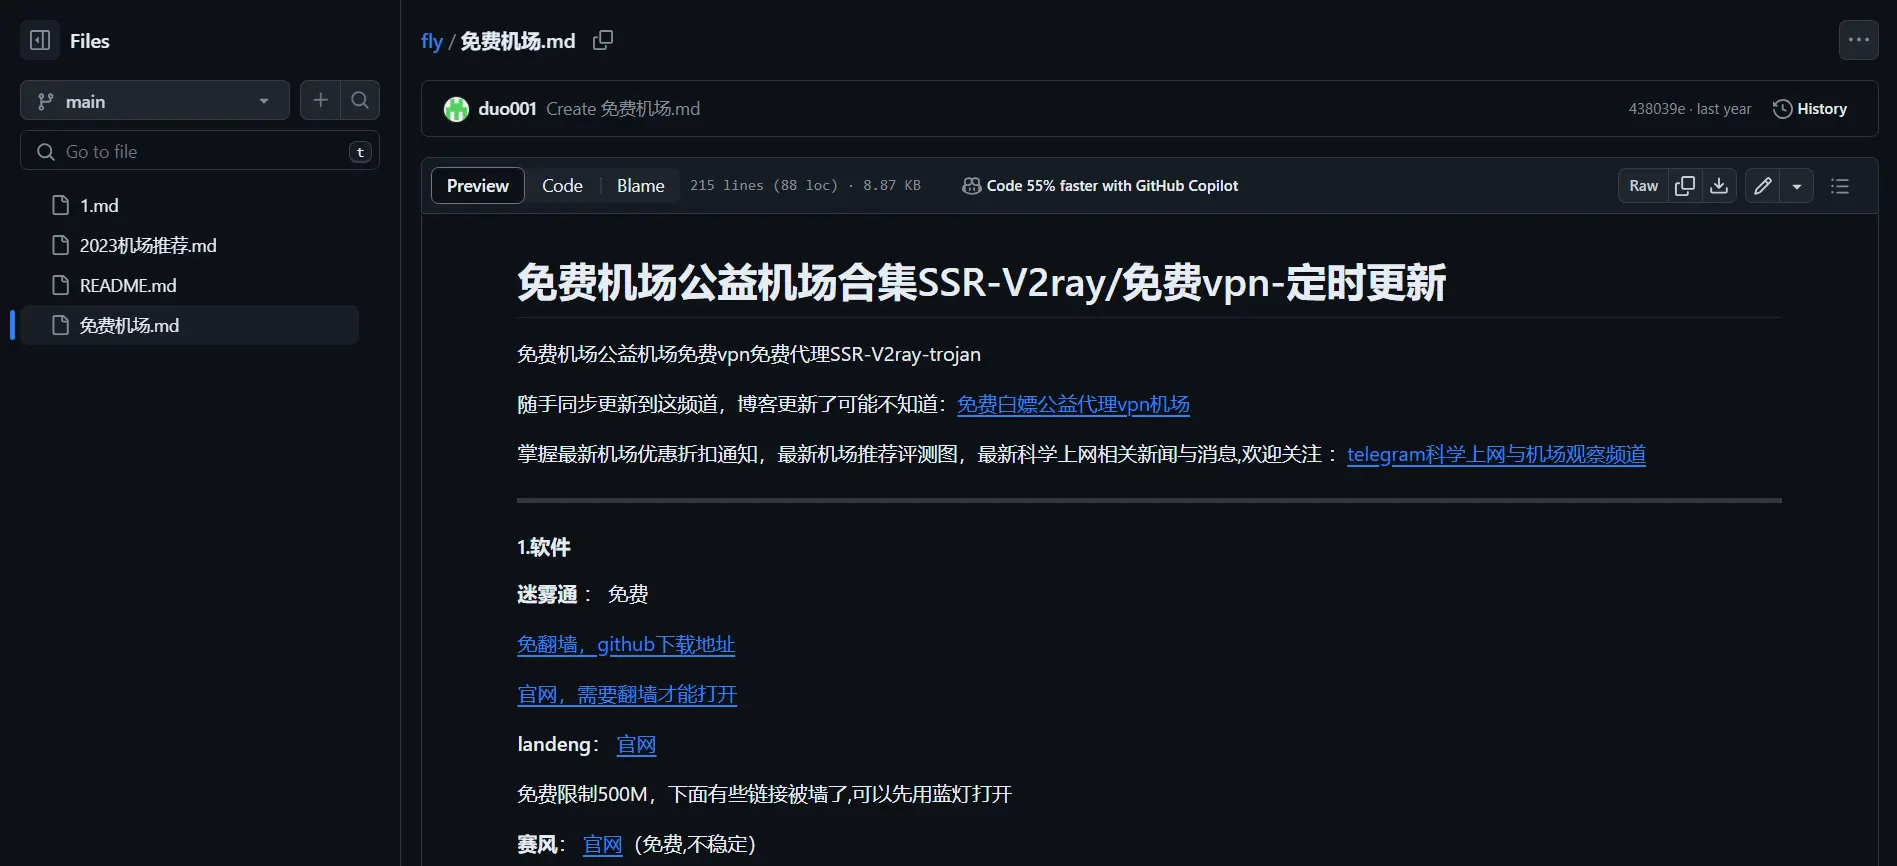 Files
main
Go to file
t
1.md
2023机场推荐.md
README.md
免费机场.md
fly / 免费机场.md
duo001 Create 免费机场.md
438039e · last year History
Preview Code Blame 215 lines (88 loc) · 8.87 KB Code 55% faster with GitHub Copilot Raw
免费机场公益机场合集SSR-V2ray/免费vpn-定时更新
免费机场公益机场免费vpn免费代理SSR-V2ray-trojan
随手同步更新到这频道，博客更新了可能不知道：免费白嫖公益代理vpn机场
掌握最新机场优惠折扣通知，最新机场推荐评测图，最新科学上网相关新闻与消息,欢迎关注 ：telegram科学上网与机场观察频道
1.软件
迷雾通 ： 免费
免翻墙，github下载地址
官网，需要翻墙才能打开
landeng： 官网
免费限制500M，下面有些链接被墙了,可以先用蓝灯打开
赛风： 官网（免费,不稳定）